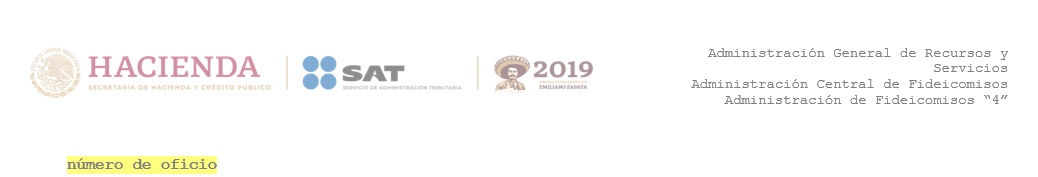 HACIENDA
SECRETARÍA DE HACIENDA Y CRÉDITO PÚBLICO
SAT
SERVICIO DE ADMINISTRACIÓN TRIBUTARIA
2019
EMILIANO ZAPATA
Administración General de Recursos y
Servicios
Administración Central de Fideicomisos
Administración de Fideicomisos “4”
número de oficio